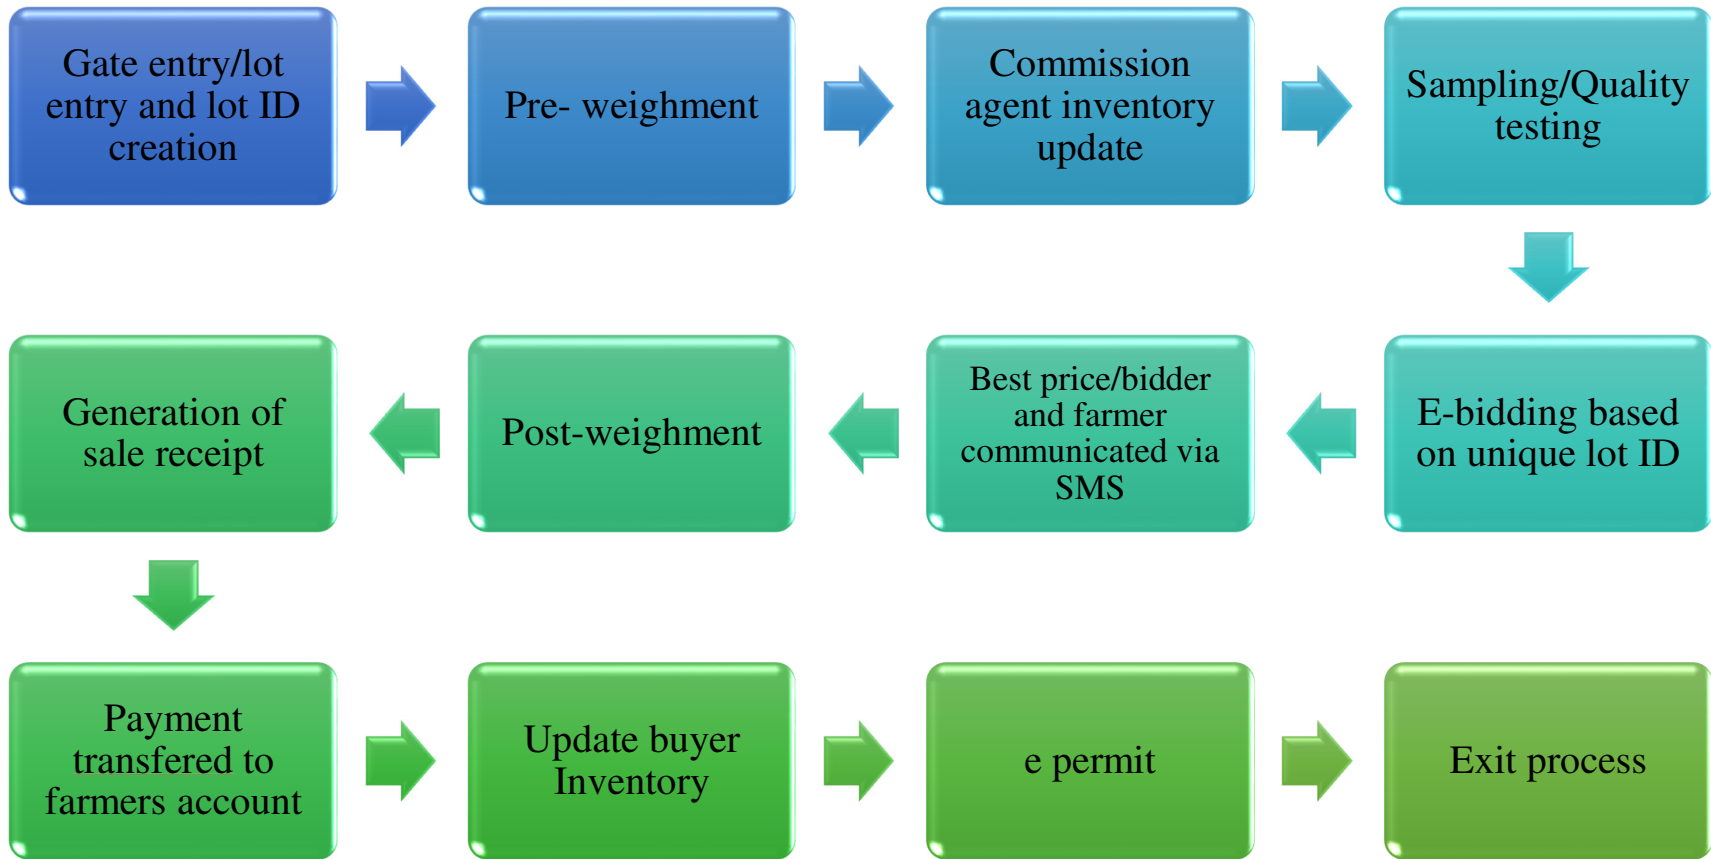 Gate entry/lot
entry and lot ID
creation
Pre- weighment
Commission
agent inventory
update
Sampling/Quality
testing
E-bidding based
on unique lot ID
Best price/bidder
and farmer
communicated via
SMS
Post-weighment
Generation of
sale receipt
Payment
transfered to
farmers account
Update buyer
Inventory
e permit
Exit process